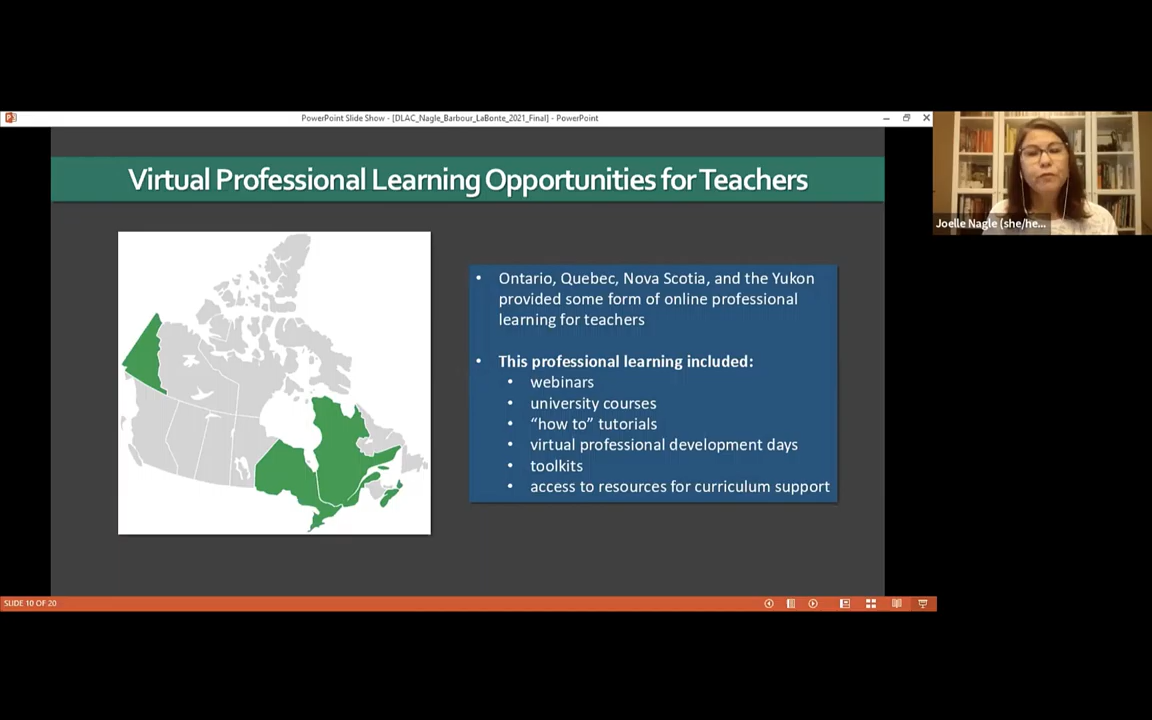 PowerPoint Slide Show - [DLAC_Nagle_Barbour_LaBonte_2021_Final] - PowerPoint
Virtual Professional Learning Opportunities for Teachers
Joelle Nagle (she/he...
• Ontario, Quebec, Nova Scotia, and the Yukon
provided some form of online professional
learning for teachers
• This professional learning included:
• webinars
• university courses
• “how to” tutorials
• virtual professional development days
• toolkits
• access to resources for curriculum support
SLIDE 10 OF 20